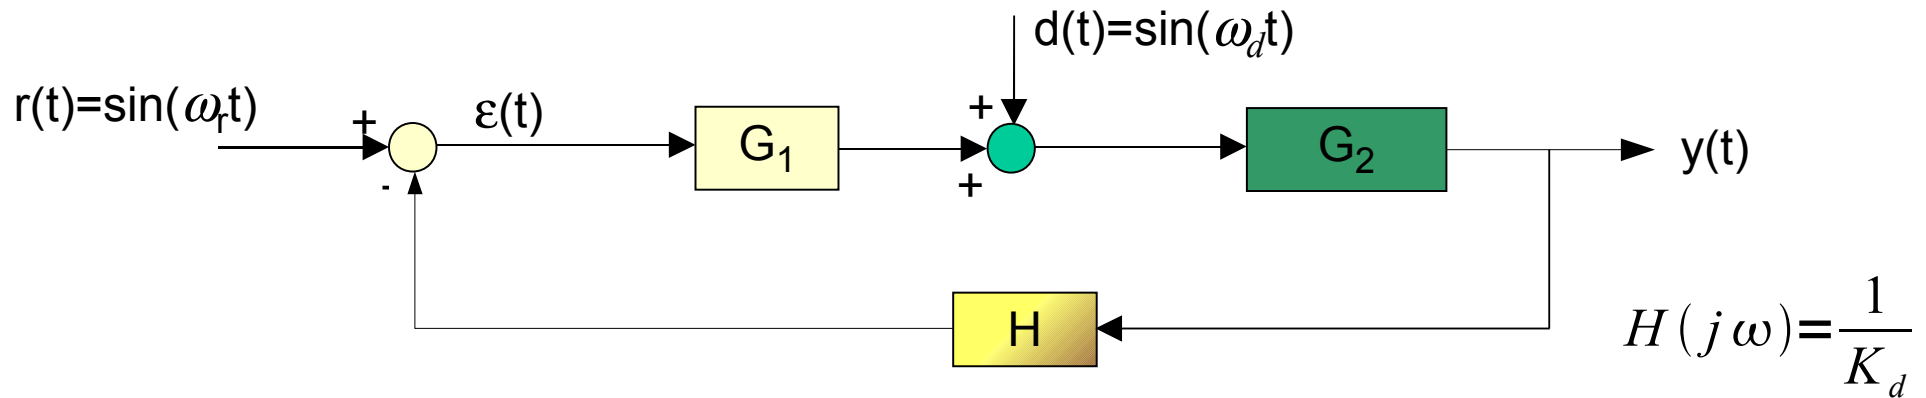 d(t)=sin(ω_d t)
r(t)=sin(ω_r t)
+
ε(t)
+
G₁
G₂
y(t)
-
+
H
H(jω)=1/K_d